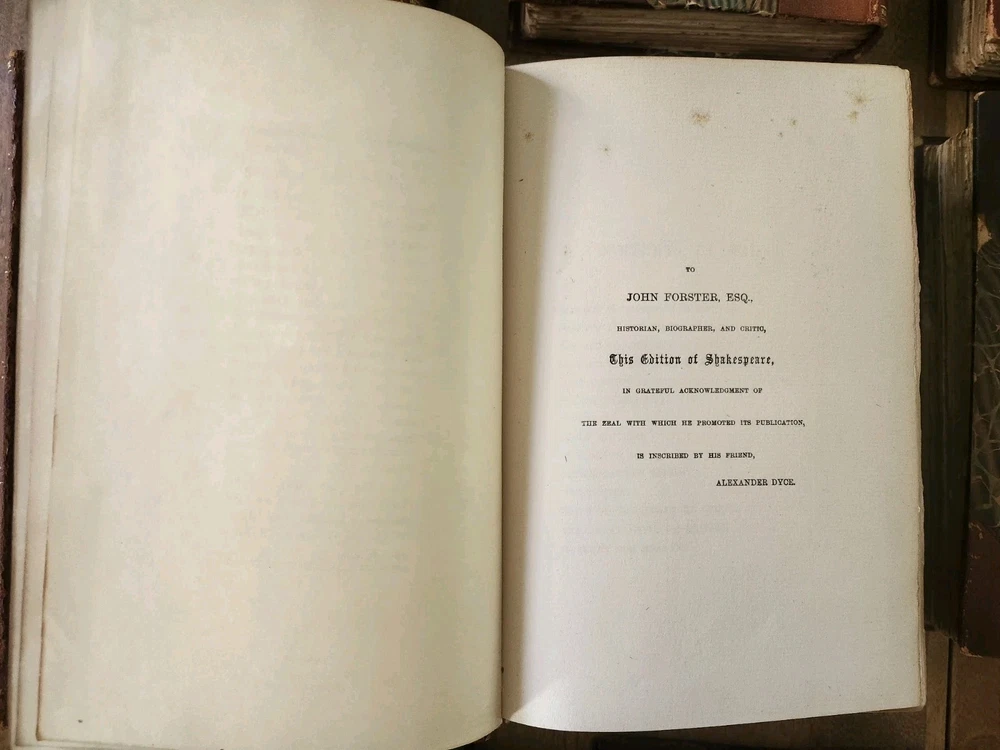 TO
JOHN FORSTER, ESQ.,
HISTORIAN, BIOGRAPHER, AND CRITIC,
This Edition of Shakespeare,
IN GRATEFUL ACKNOWLEDGMENT OF
THE ZEAL WITH WHICH HE PROMOTED ITS PUBLICATION,
IS INSCRIBED BY HIS FRIEND,
ALEXANDER DYCE.